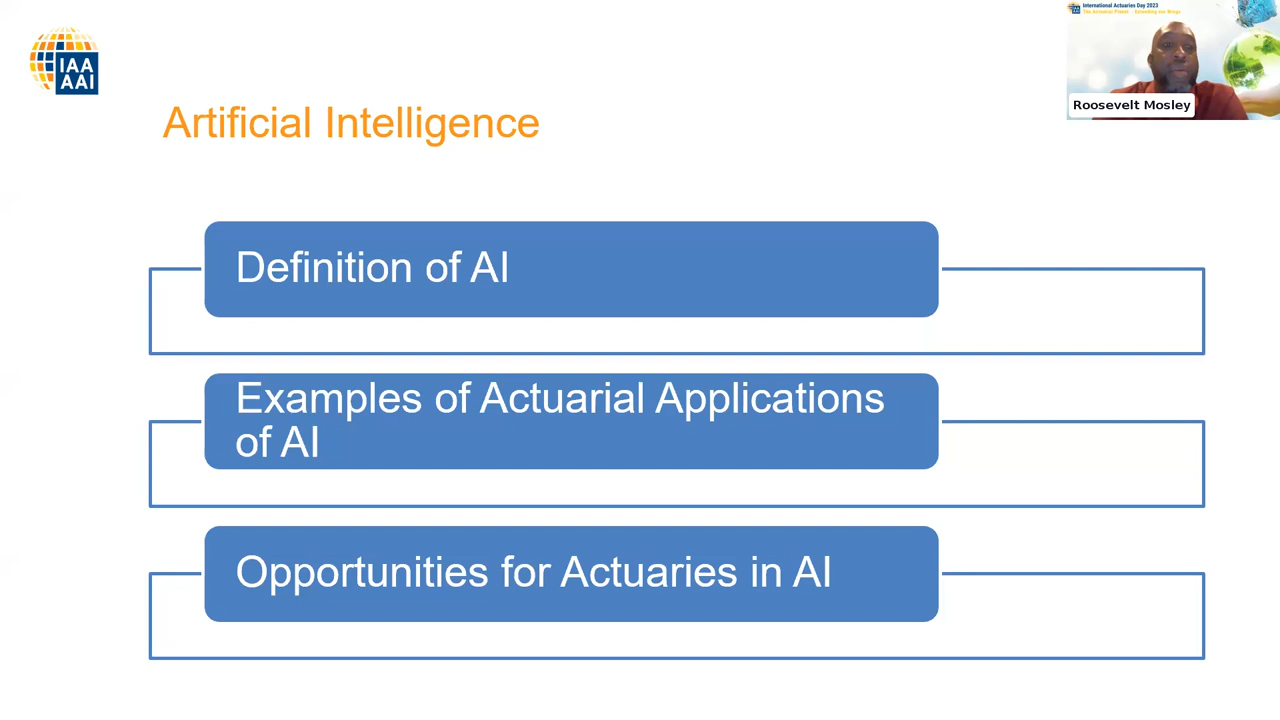 IAA
AAI
International Actuaries Day 2023
Roosevelt Mosley
Artificial Intelligence
Definition of AI
Examples of Actuarial Applications
of AI
Opportunities for Actuaries in AI